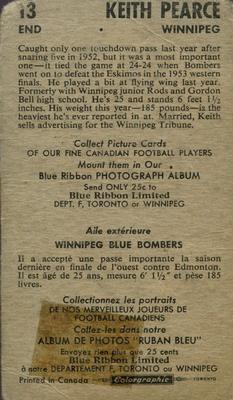 13 KEITH PEARCE
END • WINNIPEG
Caught only one touchdown pass last year after
snaring five in 1952, but it was a most important
one—it tied the game at 24-24 when Bombers
went on to defeat the Eskimos in the 1953 western
finals. He played a bit at flying wing last year.
Formerly with Winnipeg junior Rods and Gordon
Bell high school. He's 25 and stands 6 feet 1½
inches. His weight this year—185 pounds—is the
heaviest he's ever reported in at. Married, Keith
sells advertising for the Winnipeg Tribune.
Collect Picture Cards
OF OUR FINE CANADIAN FOOTBALL PLAYERS
Mount them in Our
Blue Ribbon PHOTOGRAPH ALBUM
Send ONLY 25c to
Blue Ribbon Limited
DEPT. F, TORONTO or WINNIPEG
Aile extérieure
WINNIPEG BLUE BOMBERS
Il a accepté une passe importante la saison
dernière en finale de l'ouest contre Edmonton.
Il est âgé de 25 ans, mesure 6' 1½" et pèse 185
livres.
Collectionnez les portraits
DE NOS MERVEILLEUX JOUEURS DE
FOOTBALL CANADIENS
Collez-les dans notre
ALBUM DE PHOTOS "RUBAN BLEU"
Envoyez rien plus que 25 cents
Blue Ribbon Limited
à notre DEPARTEMENT F, TORONTO ou WINNIPEG
Printed in Canada Colorgraphic TORONTO